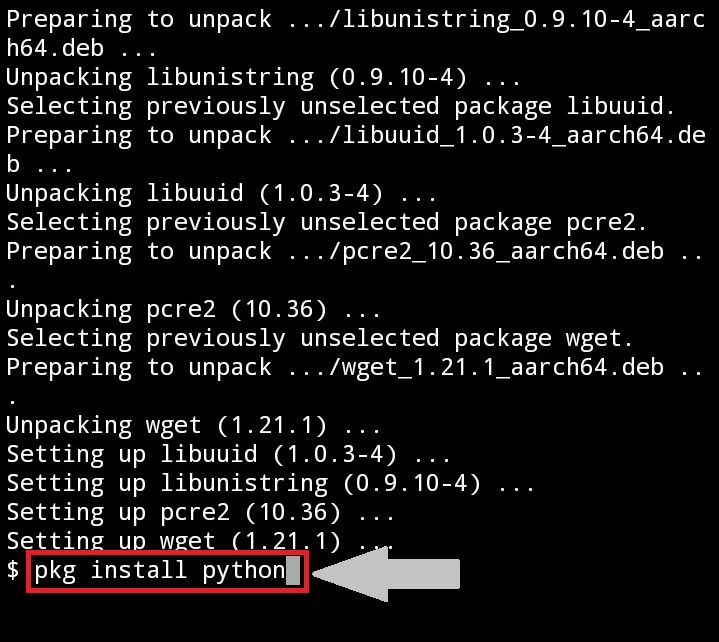 Preparing to unpack .../libunistring_0.9.10-4_aarc
h64.deb ...
Unpacking libunistring (0.9.10-4) ...
Selecting previously unselected package libuuid.
Preparing to unpack .../libuuid_1.0.3-4_aarch64.de
b ...
Unpacking libuuid (1.0.3-4) ...
Selecting previously unselected package pcre2.
Preparing to unpack .../pcre2_10.36_aarch64.deb ..
.
Unpacking pcre2 (10.36) ...
Selecting previously unselected package wget.
Preparing to unpack .../wget_1.21.1_aarch64.deb ..
.
Unpacking wget (1.21.1) ...
Setting up libuuid (1.0.3-4) ...
Setting up libunistring (0.9.10-4) ...
Setting up pcre2 (10.36) ...
Setting up wget (1.21.1) ...
$ pkg install python